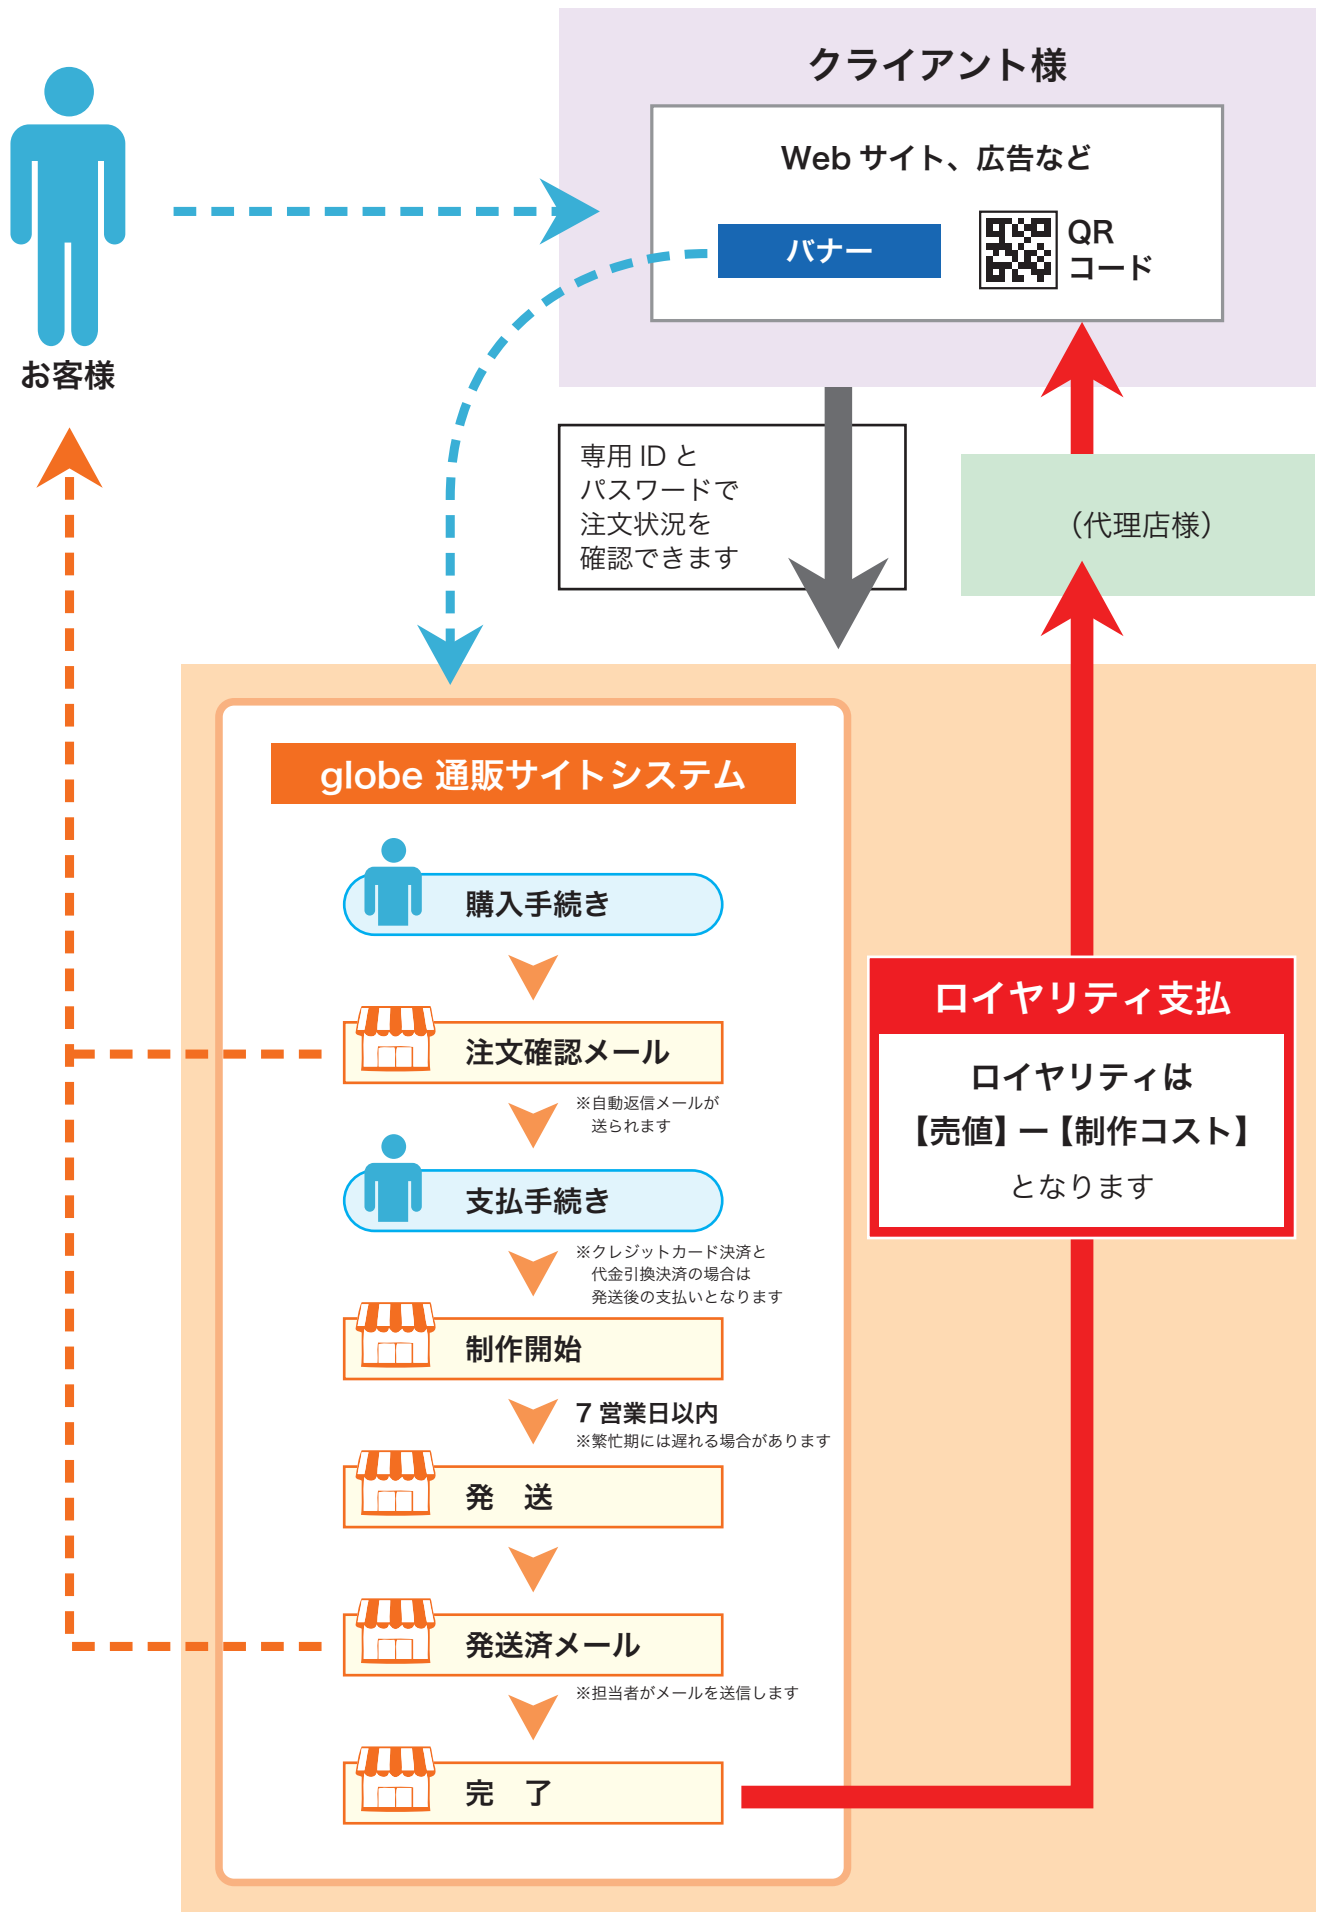 クライアント様
Web サイト、広告など
バナー
QR
コード
お客様
専用 ID と
パスワードで
注文状況を
確認できます
（代理店様）
globe 通販サイトシステム
購入手続き
注文確認メール
※自動返信メールが
送られます
支払手続き
※クレジットカード決済と
代金引換決済の場合は
発送後の支払いとなります
制作開始
7 営業日以内
※繁忙期には遅れる場合があります
発　送
発送済メール
※担当者がメールを送信します
完　了
ロイヤリティ支払
ロイヤリティは
【売値】ー【制作コスト】
となります